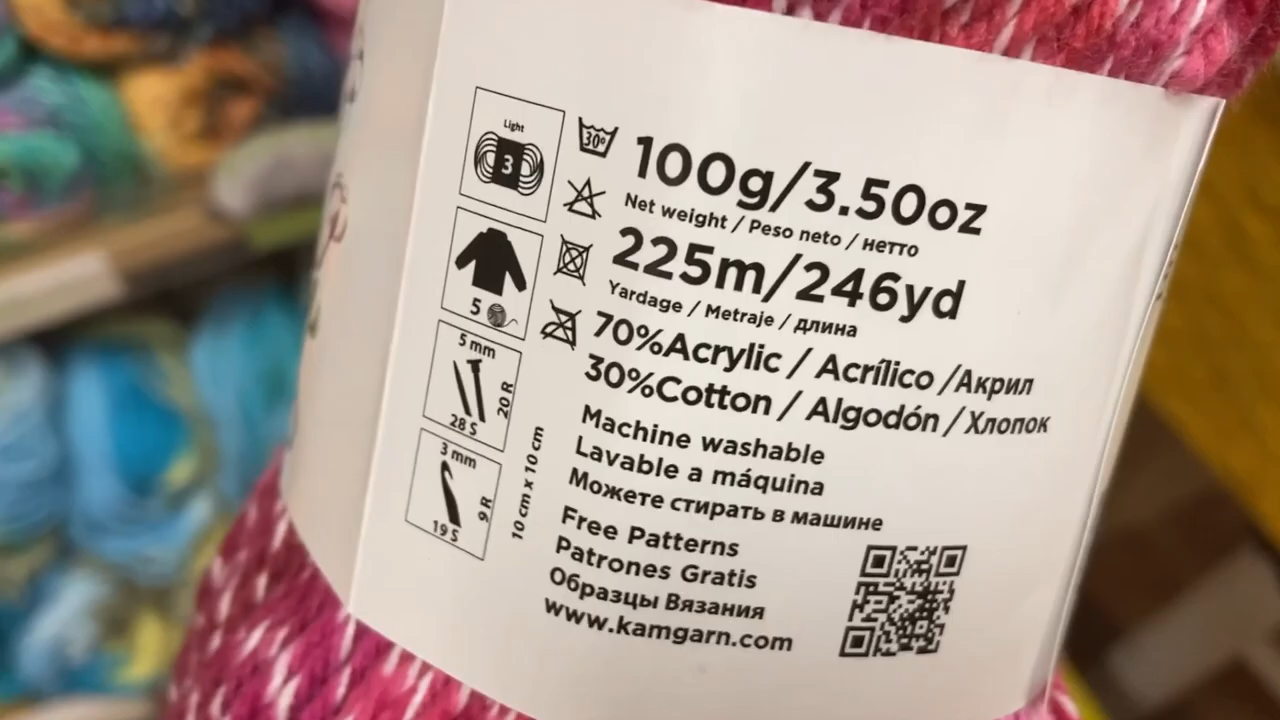 Light
3
5
5 mm
20 R
28 S
3 mm
9 R
19 S
10 cm x 10 cm
30°
100g/3.50oz
Net weight / Peso neto / нетто
225m/246yd
Yardage / Metraje / длина
70%Acrylic / Acrílico /Акрил
30%Cotton / Algodón / Хлопок
Machine washable
Lavable a máquina
Можете стирать в машине
Free Patterns
Patrones Gratis
Образцы Вязания
www.kamgarn.com